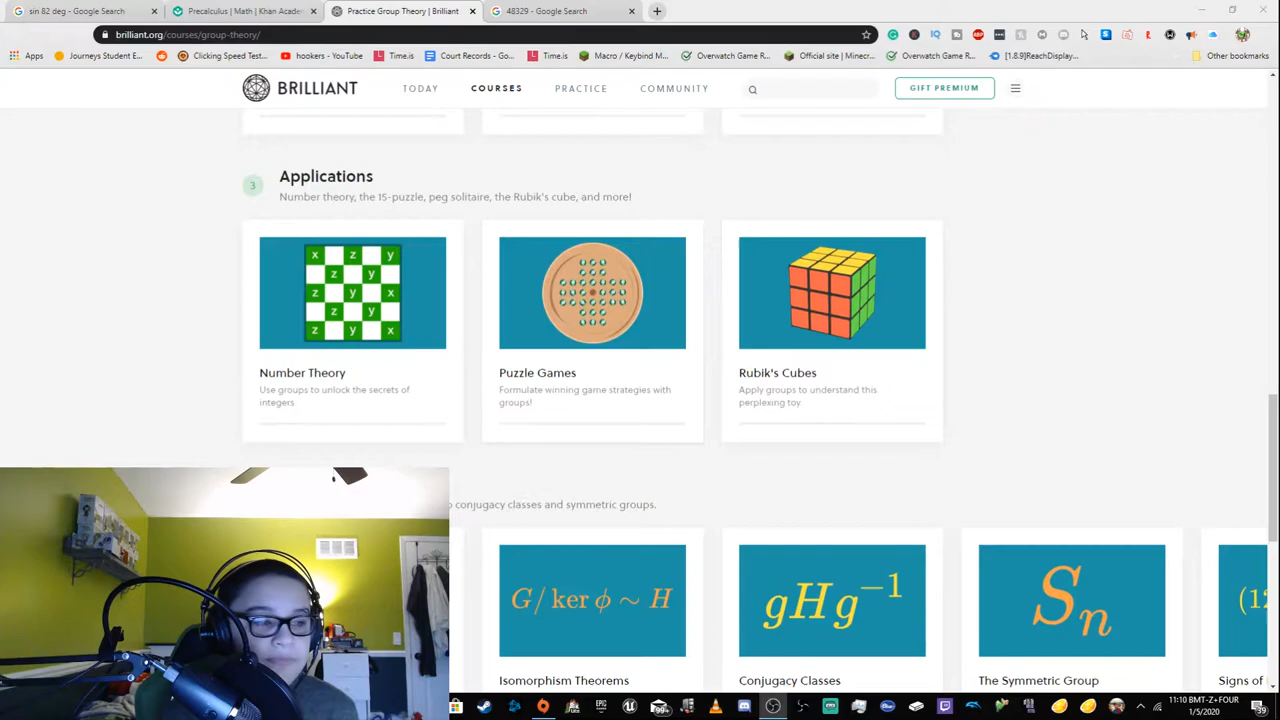 sin 82 deg - Google Search
Precalculus | Math | Khan Acade
Practice Group Theory | Brilliant
48329 - Google Search
brilliant.org/courses/group-theory/
Apps
Journeys Student E...
Clicking Speed Test...
hookers - YouTube
Time.is
Court Records - Go...
Time.is
Macro / Keybind M...
Overwatch Game R...
Official site | Minecr...
Overwatch Game R...
[1.8.9]ReachDisplay...
Other bookmarks
BRILLIANT
TODAY
COURSES
PRACTICE
COMMUNITY
GIFT PREMIUM
3
Applications
Number theory, the 15-puzzle, peg solitaire, the Rubik's cube, and more!
x z y
z y
z y x
z y
z y x
Number Theory
Use groups to unlock the secrets of
integers
Puzzle Games
Formulate winning game strategies with
groups!
Rubik's Cubes
Apply groups to understand this
perplexing toy
conjugacy classes and symmetric groups.
G/ ker ϕ ∼ H
gHg⁻¹
Sₙ
(12
Isomorphism Theorems
Conjugacy Classes
The Symmetric Group
Signs of
11:10 BMT-Z+FOUR
1/5/2020
39